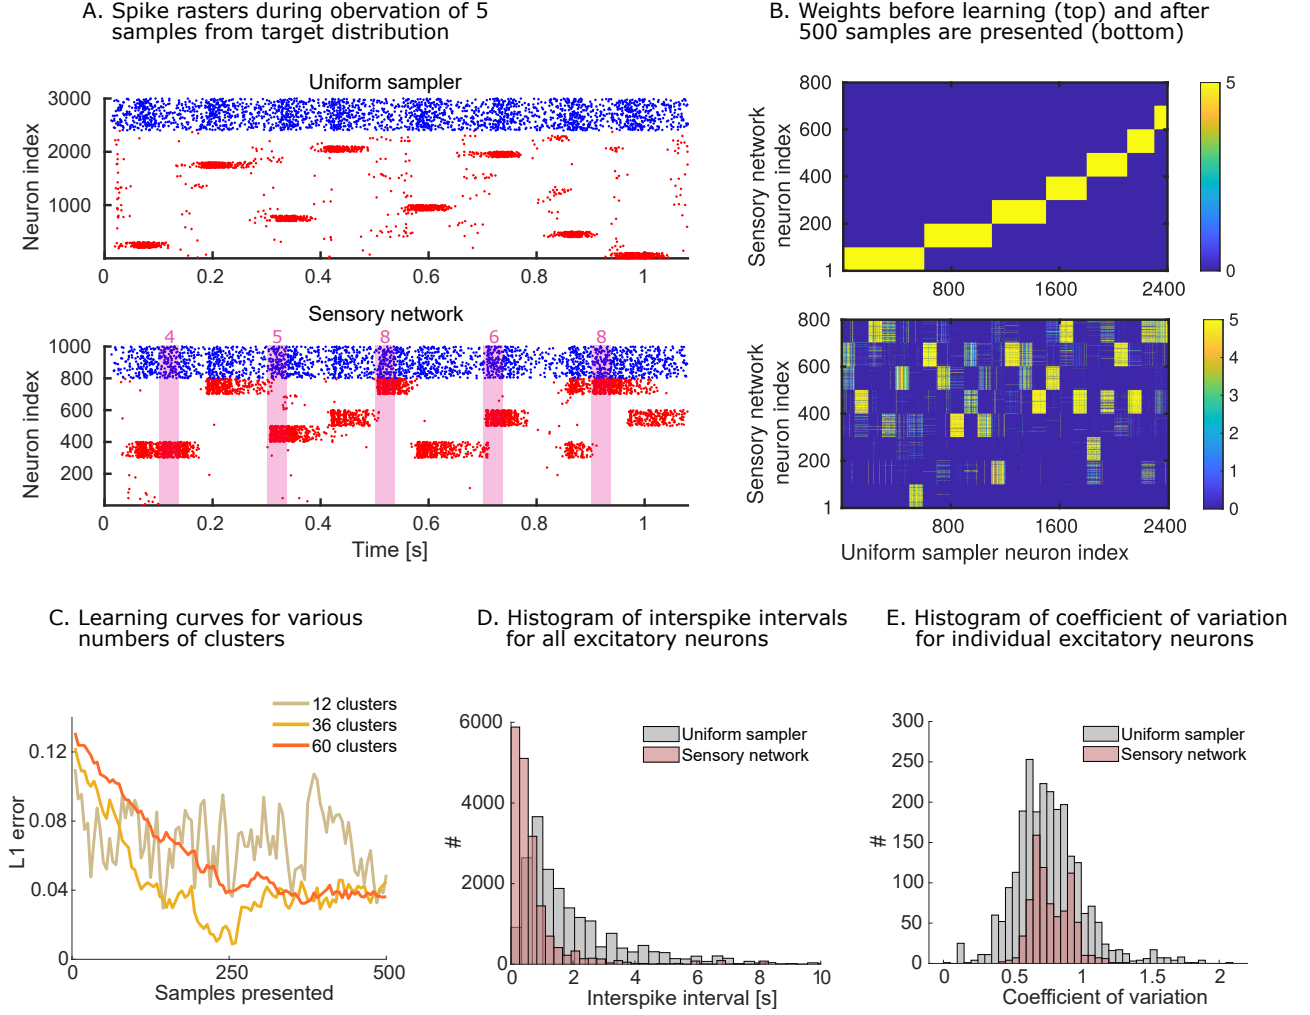 A. Spike rasters during obervation of 5
samples from target distribution
Uniform sampler
3000
2000
1000
Neuron index
0
0.2
0.4
0.6
0.8
1
Sensory network
4
5
8
6
8
1000
800
600
400
200
Neuron index
0
0.2
0.4
0.6
0.8
1
Time [s]
B. Weights before learning (top) and after
500 samples are presented (bottom)
800
600
400
200
1
Sensory network
neuron index
800
1600
2400
5
0
800
600
400
200
1
Sensory network
neuron index
800
1600
2400
Uniform sampler neuron index
5
4
3
2
1
0
C. Learning curves for various
numbers of clusters
12 clusters
36 clusters
60 clusters
0.12
0.08
0.04
0
L1 error
0
250
500
Samples presented
D. Histogram of interspike intervals
for all excitatory neurons
Uniform sampler
Sensory network
6000
4000
2000
0
#
0
2
4
6
8
10
Interspike interval [s]
E. Histogram of coefficient of variation
for individual excitatory neurons
Uniform sampler
Sensory network
300
250
200
150
100
50
0
#
0
0.5
1
1.5
2
Coefficient of variation